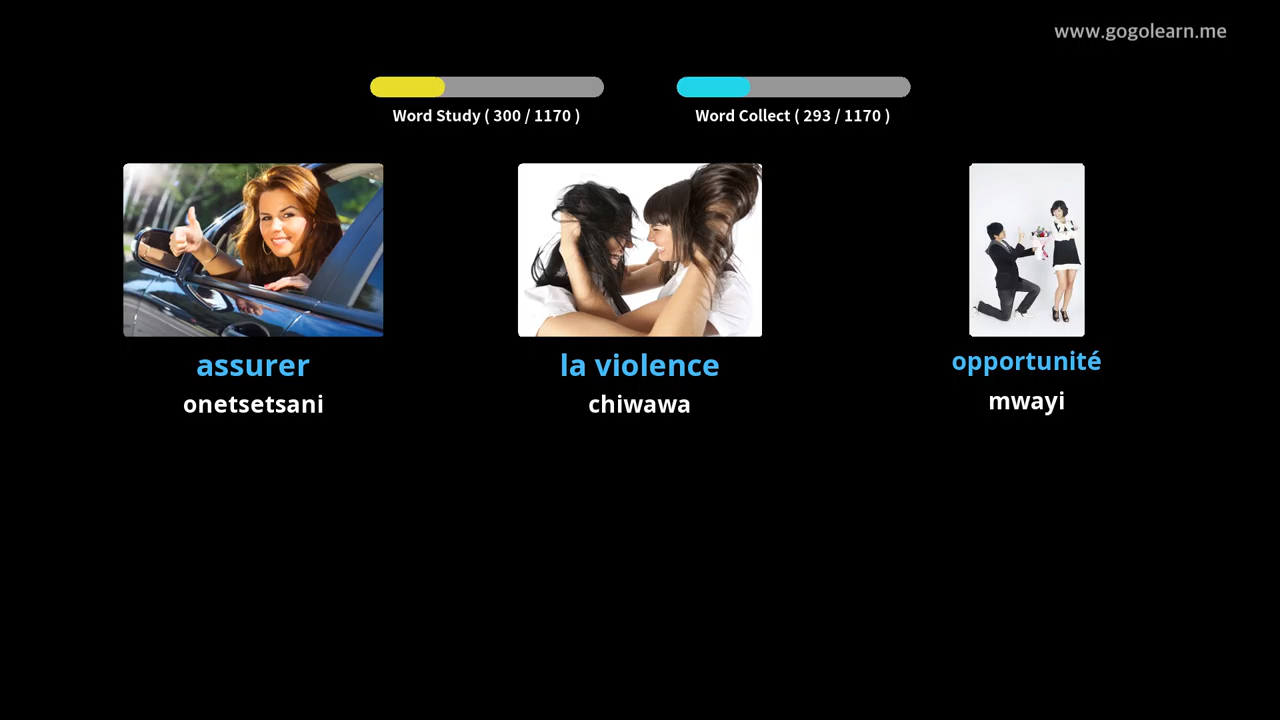 www.gogolearn.me
Word Study ( 300 / 1170 )
Word Collect ( 293 / 1170 )
assurer
onetsetsani
la violence
chiwawa
opportunité
mwayi